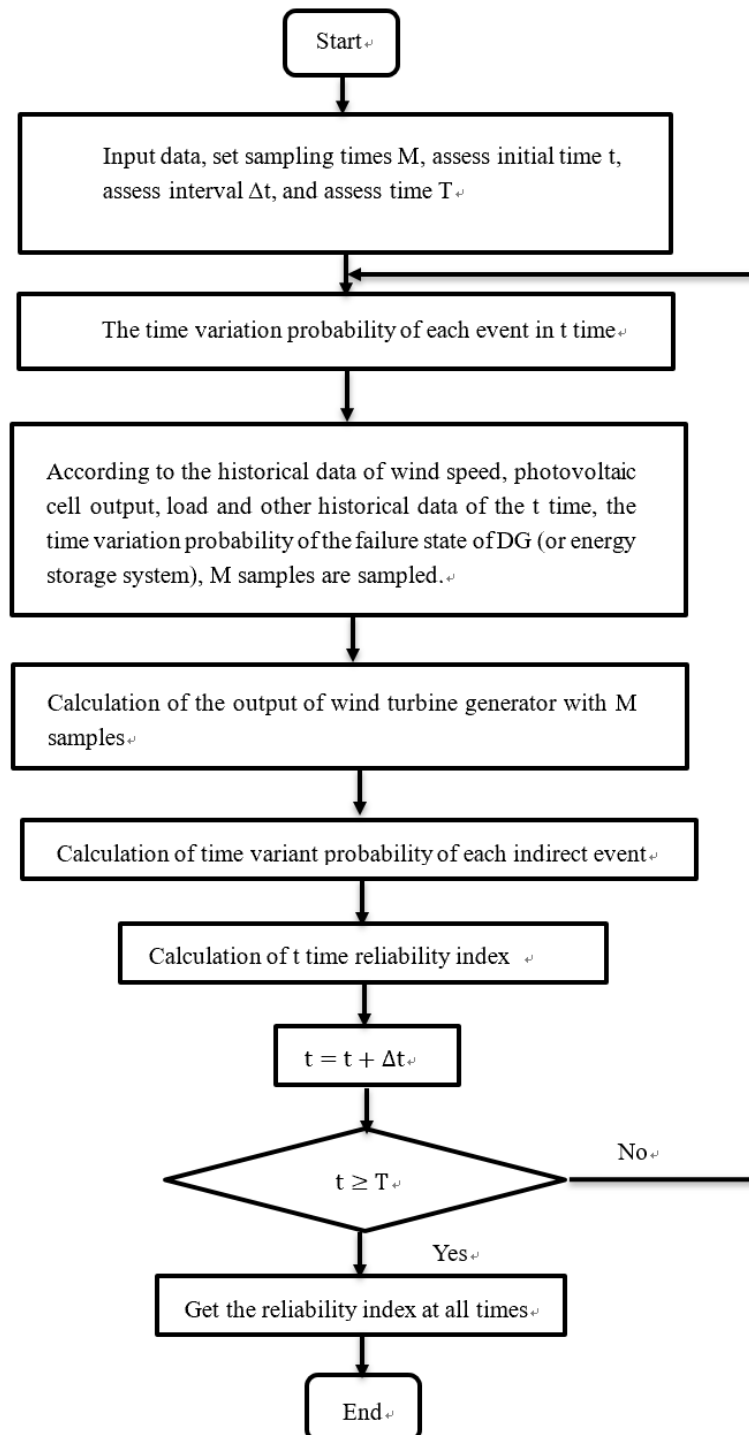 Start
Input data, set sampling times M, assess initial time t,
assess interval Δt, and assess time T
The time variation probability of each event in t time
According to the historical data of wind speed, photovoltaic
cell output, load and other historical data of the t time, the
time variation probability of the failure state of DG (or energy
storage system), M samples are sampled.
Calculation of the output of wind turbine generator with M
samples
Calculation of time variant probability of each indirect event
Calculation of t time reliability index
t = t + Δt
t ≥ T
No
Yes
Get the reliability index at all times
End